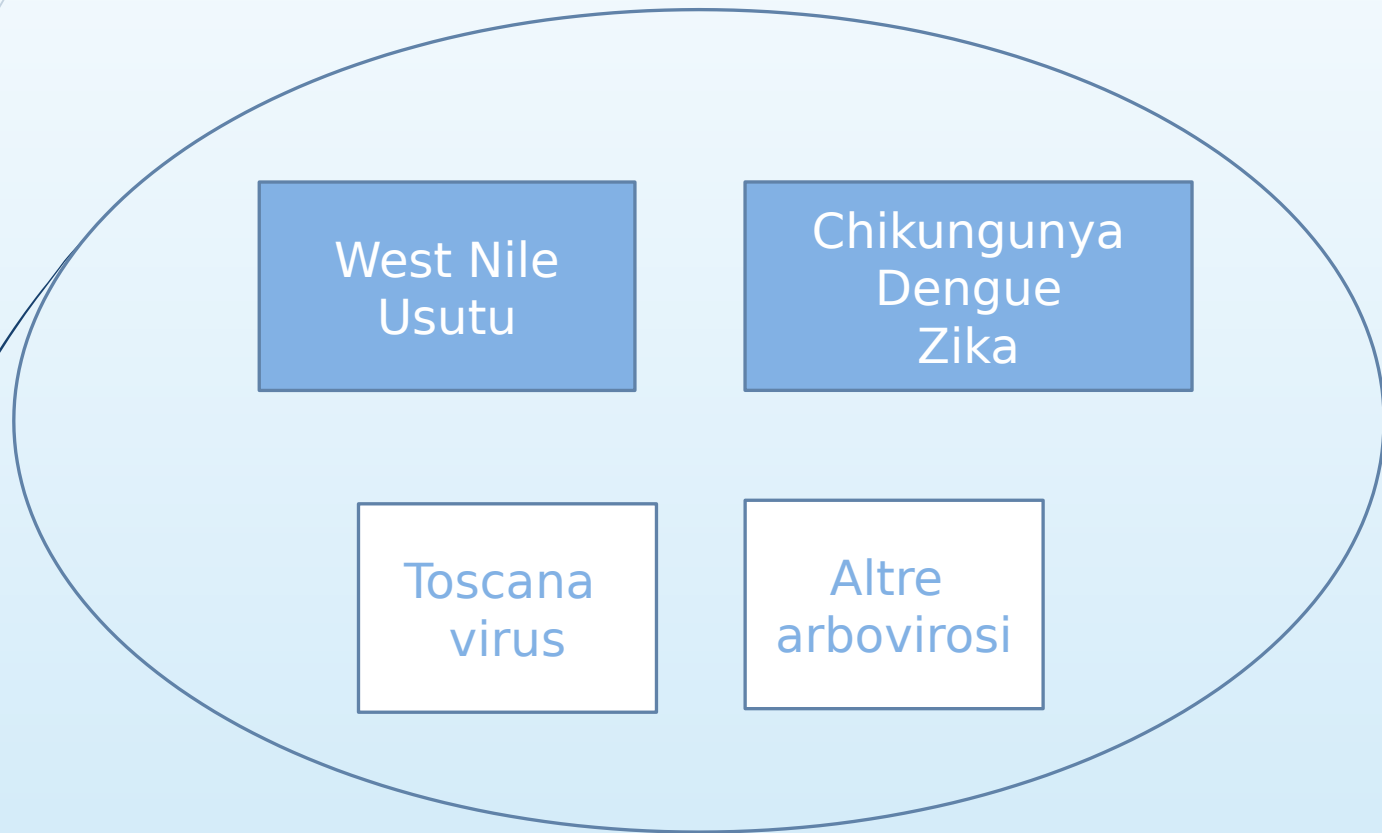 West Nile
Usutu
Chikungunya
Dengue
Zika
Toscana
virus
Altre
arbovirosi